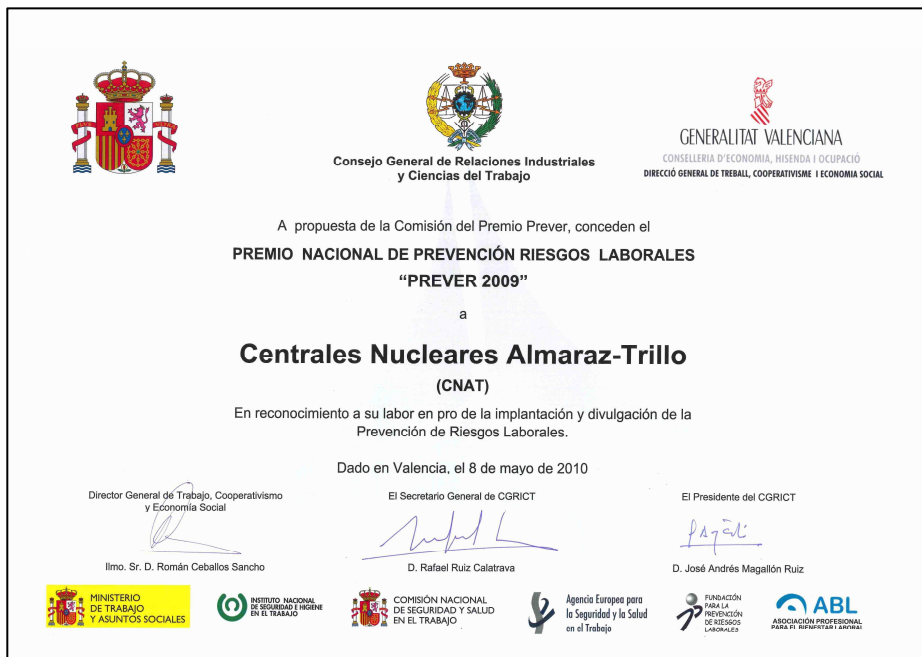 Consejo General de Relaciones Industriales
y Ciencias del Trabajo
GENERALITAT VALENCIANA
CONSELLERIA D'ECONOMIA, HISENDA I OCUPACIÓ
DIRECCIÓ GENERAL DE TREBALL, COOPERATIVISME I ECONOMIA SOCIAL
A propuesta de la Comisión del Premio Prever, conceden el
PREMIO NACIONAL DE PREVENCIÓN RIESGOS LABORALES
“PREVER 2009”
a
Centrales Nucleares Almaraz-Trillo
(CNAT)
En reconocimiento a su labor en pro de la implantación y divulgación de la
Prevención de Riesgos Laborales.
Dado en Valencia, el 8 de mayo de 2010
Director General de Trabajo, Cooperativismo
y Economía Social
El Secretario General de CGRICT
El Presidente del CGRICT
Ilmo. Sr. D. Román Ceballos Sancho
D. Rafael Ruiz Calatrava
D. José Andrés Magallón Ruiz
MINISTERIO
DE TRABAJO
Y ASUNTOS SOCIALES
INSTITUTO NACIONAL
DE SEGURIDAD E HIGIENE
EN EL TRABAJO
COMISIÓN NACIONAL
DE SEGURIDAD Y SALUD
EN EL TRABAJO
Agencia Europea para
la Seguridad y la Salud
en el Trabajo
FUNDACIÓN
PARA LA
PREVENCIÓN
DE RIESGOS
LABORALES
ABL
ASOCIACIÓN PROFESIONAL
PARA EL BIENESTAR LABORAL